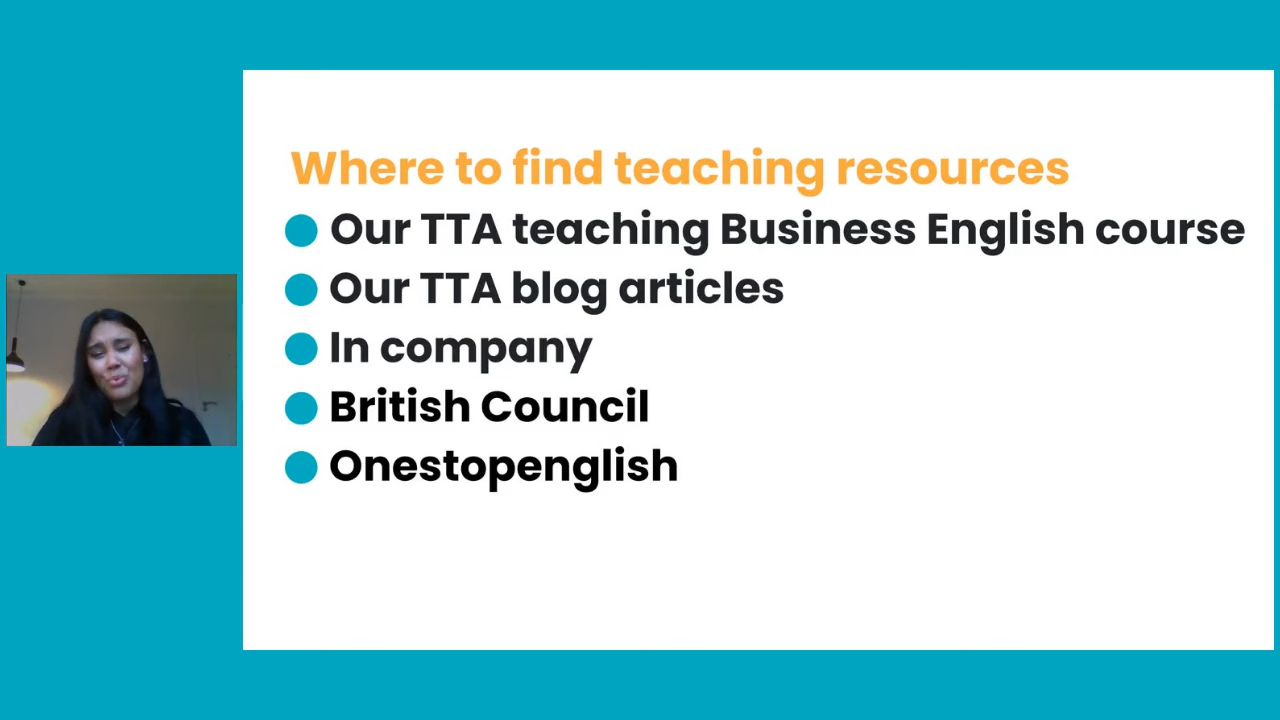 Where to find teaching resources
Our TTA teaching Business English course
Our TTA blog articles
In company
British Council
Onestopenglish